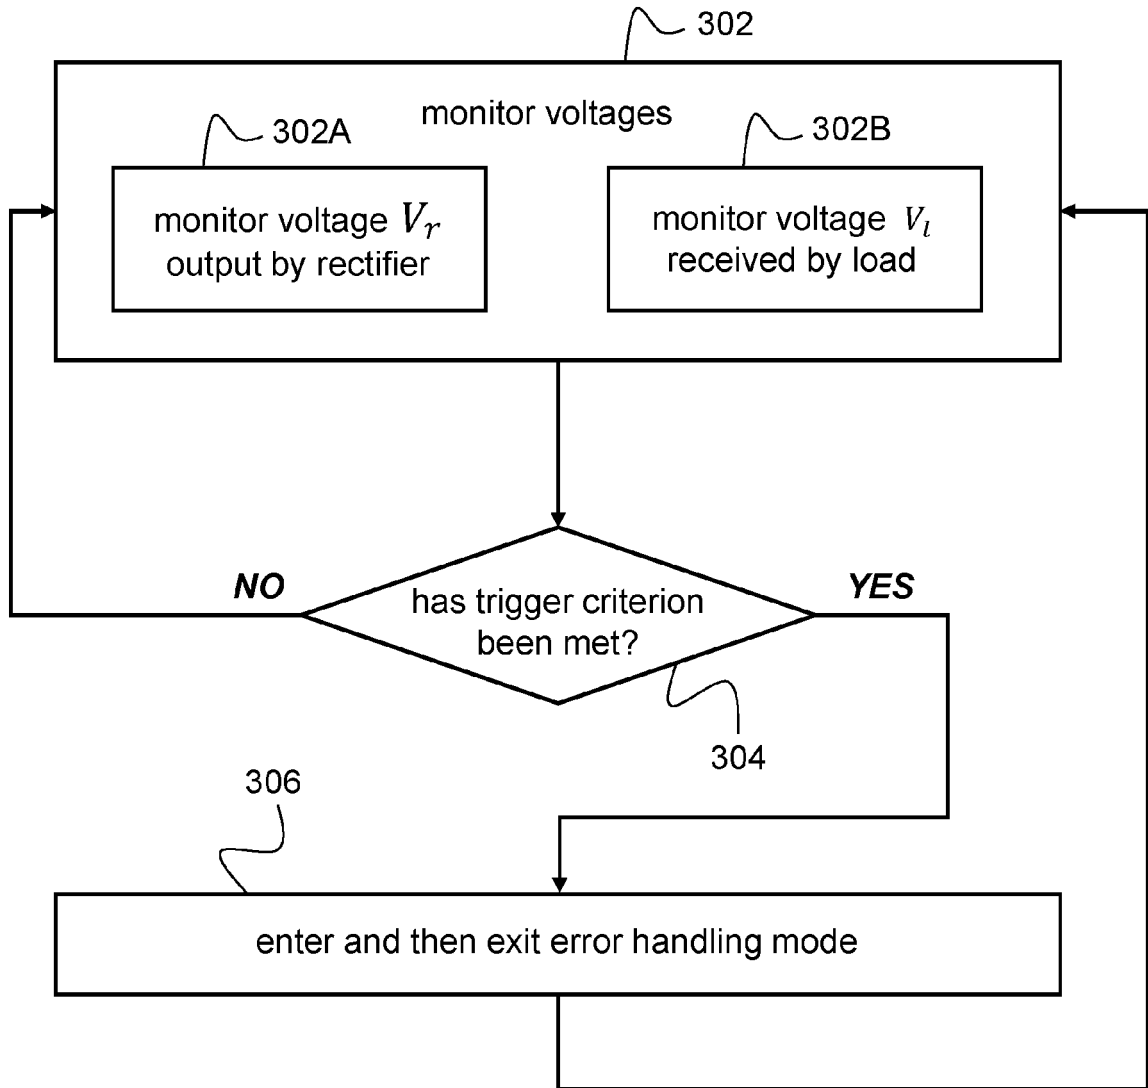 302
monitor voltages
302A
302B
monitor voltage Vr
output by rectifier
monitor voltage Vl
received by load
NO
YES
has trigger criterion
been met?
304
306
enter and then exit error handling mode